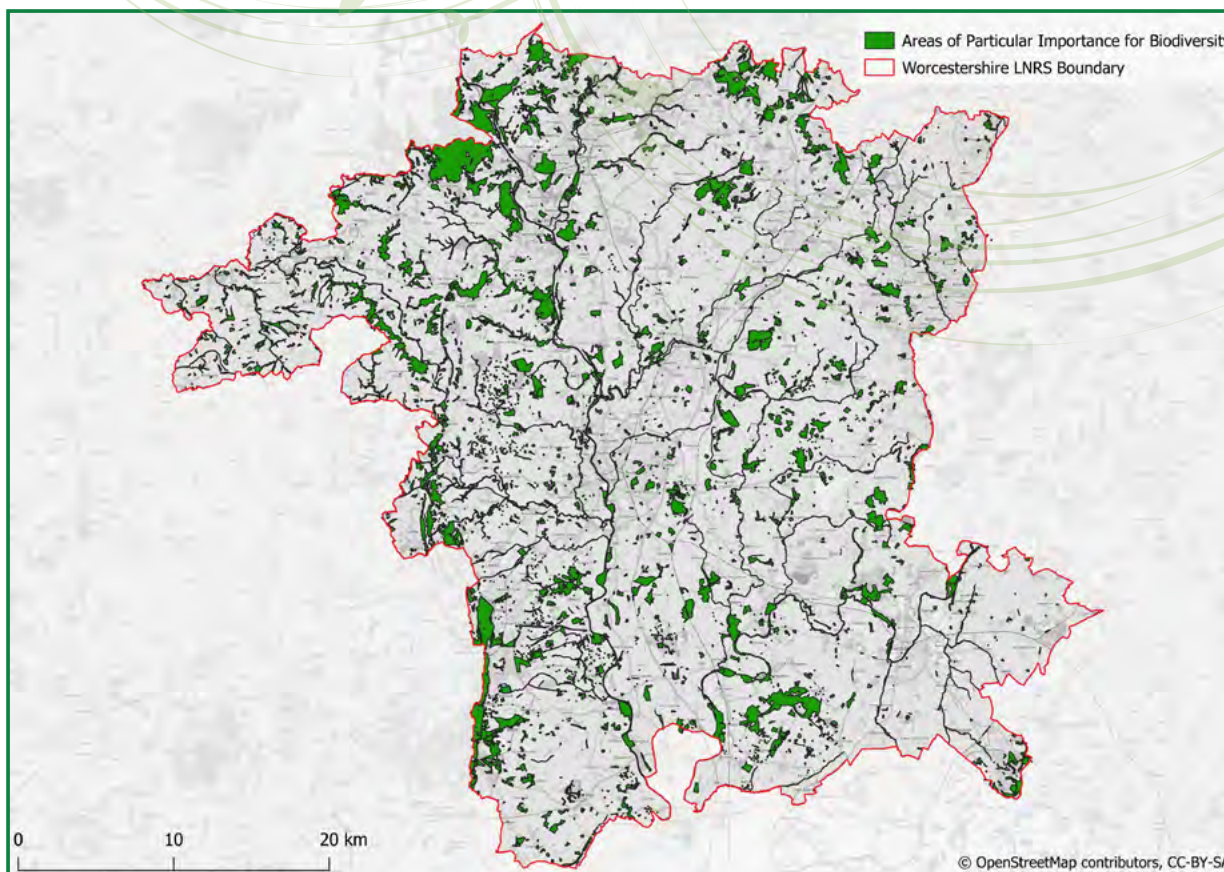 Areas of Particular Importance for Biodiversity
Worcestershire LNRS Boundary
0 10 20 km
© OpenStreetMap contributors, CC-BY-SA